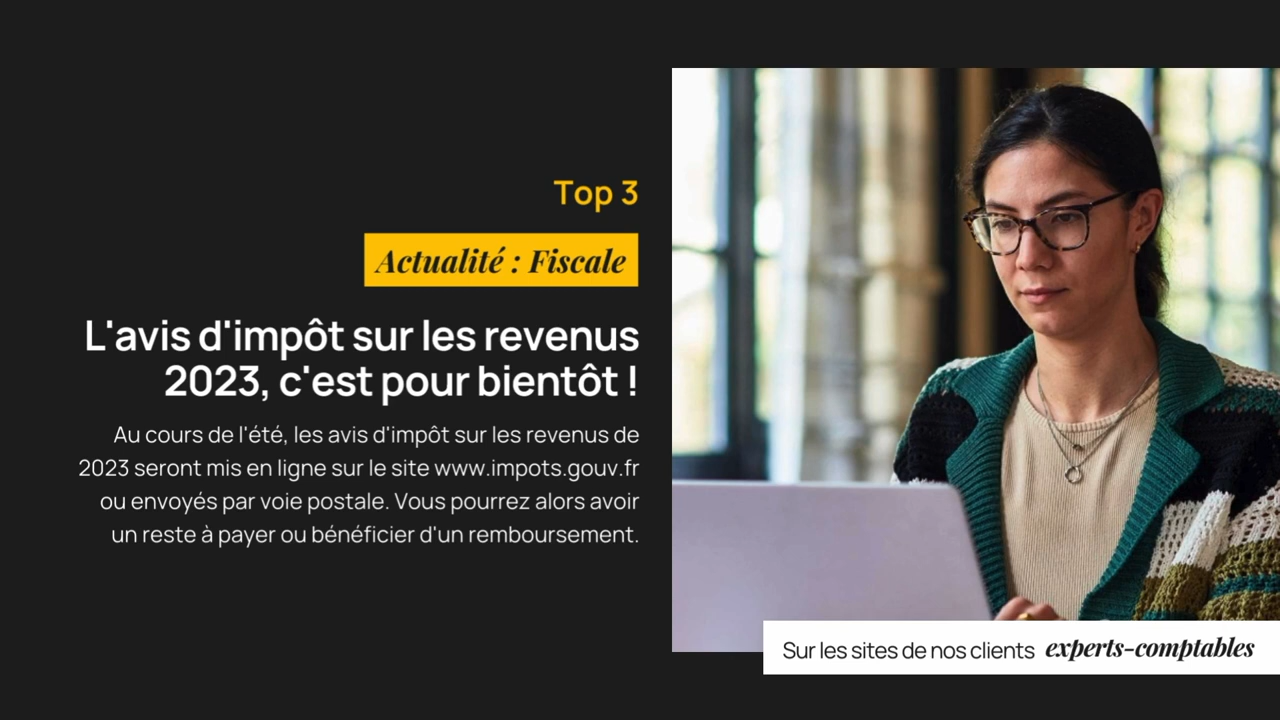 Top 3
Actualité : Fiscale
L'avis d'impôt sur les revenus
2023, c'est pour bientôt !
Au cours de l'été, les avis d'impôt sur les revenus de
2023 seront mis en ligne sur le site www.impots.gouv.fr
ou envoyés par voie postale. Vous pourrez alors avoir
un reste à payer ou bénéficier d'un remboursement.
Sur les sites de nos clients experts-comptables